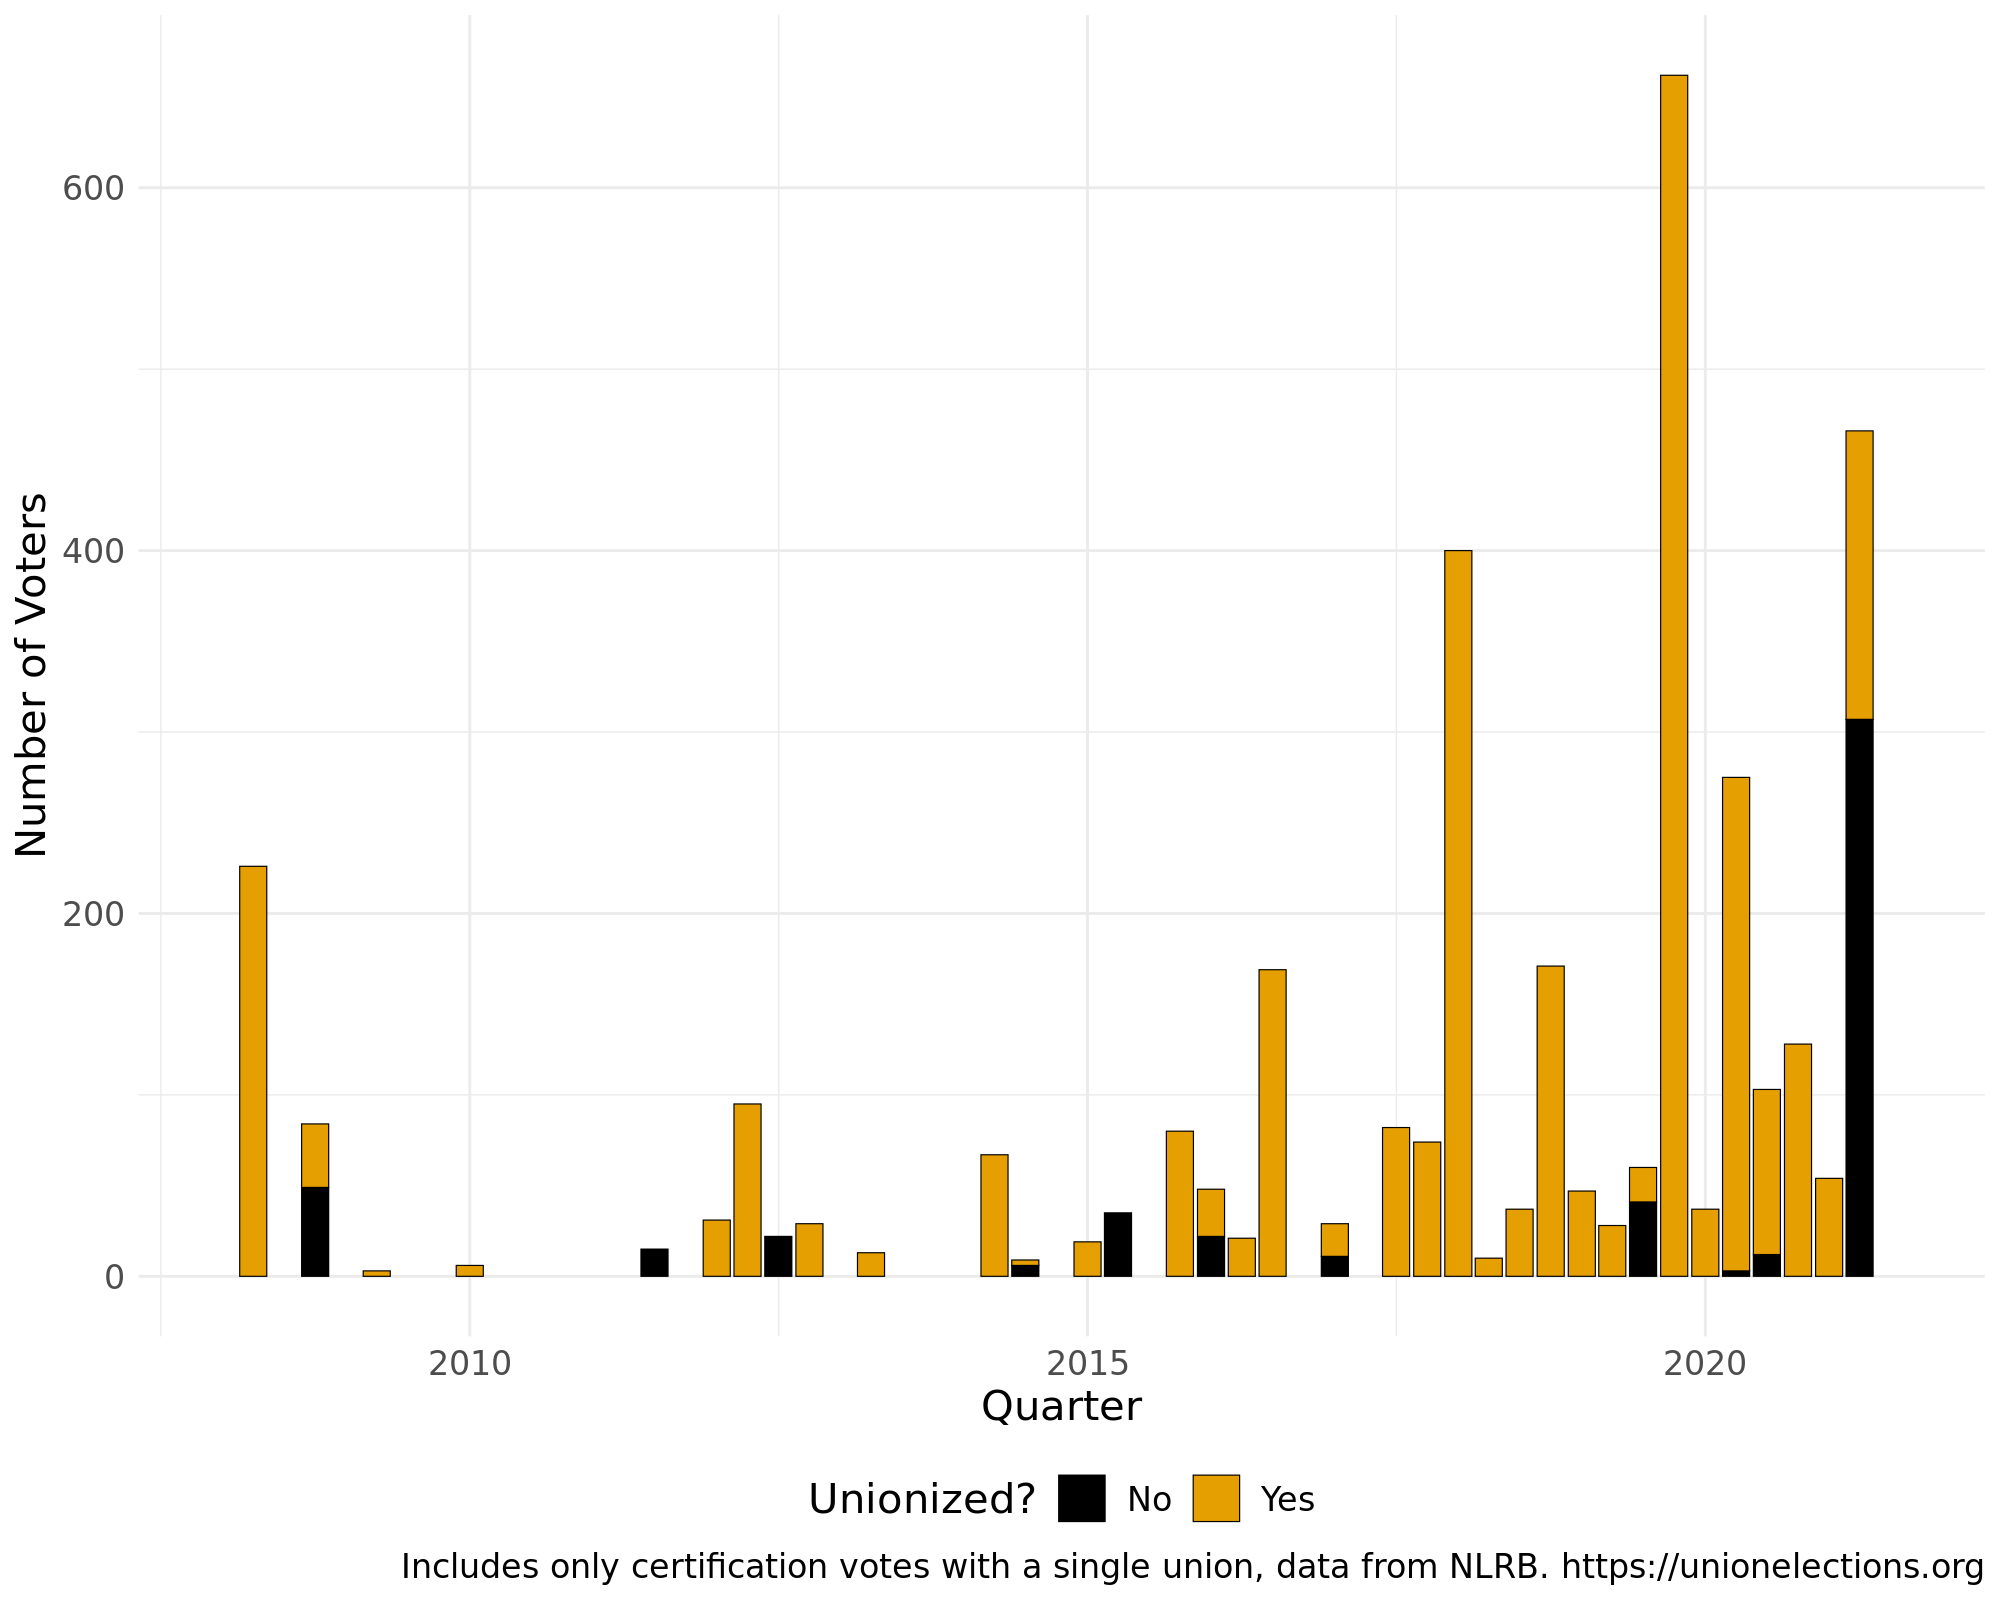 600
400
200
0
Number of Voters
2010 2015 2020
Quarter
Unionized? No Yes
Includes only certification votes with a single union, data from NLRB. https://unionelections.org